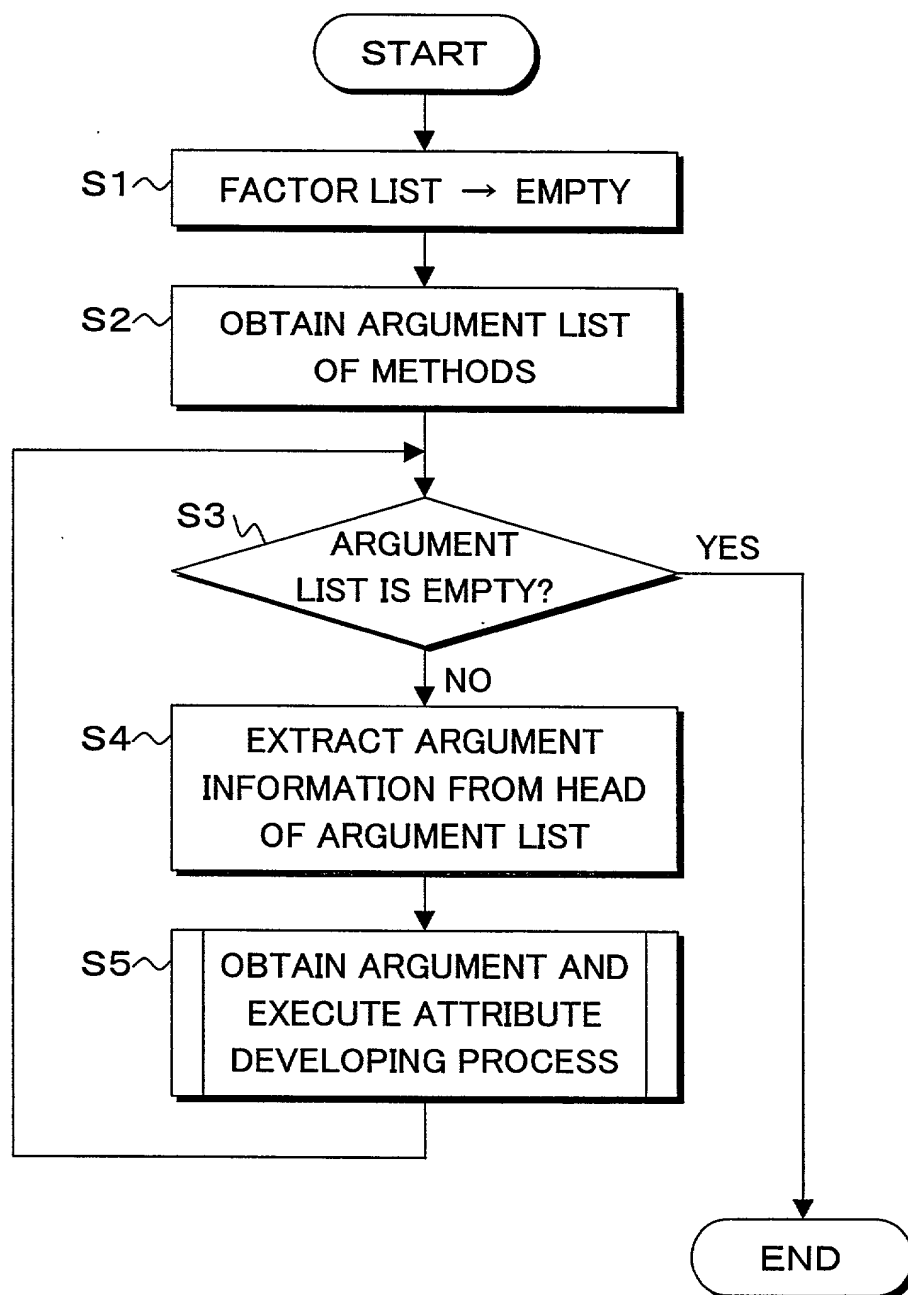 START
S1
FACTOR LIST → EMPTY
S2
OBTAIN ARGUMENT LIST
OF METHODS
S3
ARGUMENT
LIST IS EMPTY?
YES
NO
S4
EXTRACT ARGUMENT
INFORMATION FROM HEAD
OF ARGUMENT LIST
S5
OBTAIN ARGUMENT AND
EXECUTE ATTRIBUTE
DEVELOPING PROCESS
END